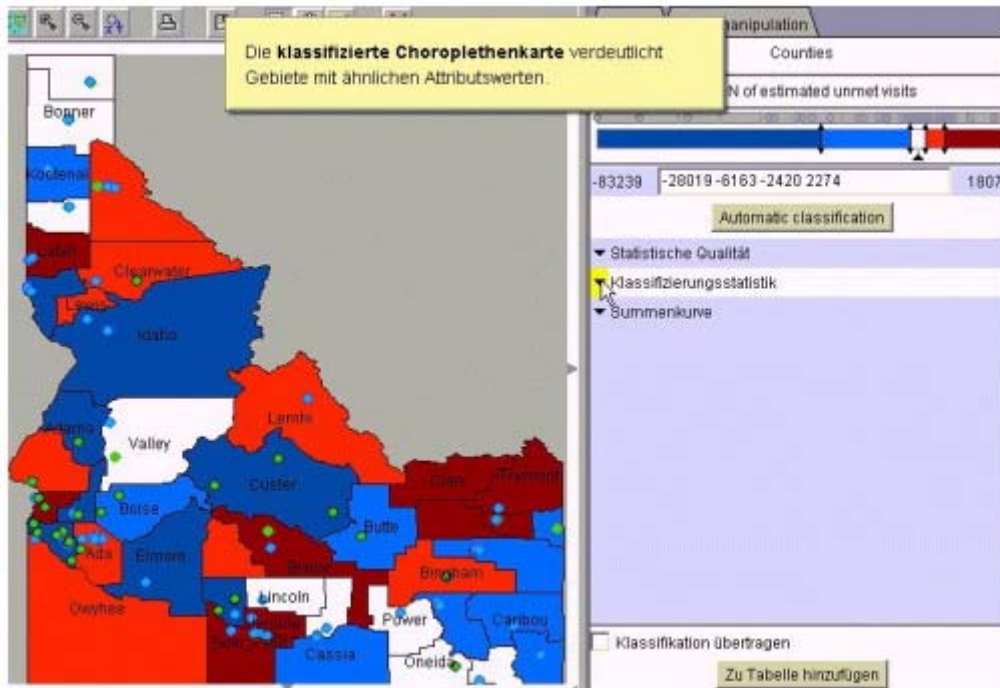 Die klassifizierte Choroplethenkarte verdeutlicht
Gebiete mit ähnlichen Attributswerten.
manipulation
Counties
N of estimated unmet visits
-83239
-28019 -6163 -2420 2274
1807
Automatic classification
Statistische Qualität
Klassifizierungsstatistik
Summenkurve
Klassifikation übertragen
Zu Tabelle hinzufügen
Bonner
Kootenai
Latah
Clearwater
Lewis
Idaho
Adams
Valley
Lemhi
Custer
Boise
Butte
Clark
Fremont
Ada
Elmore
Blaine
Bingham
Owyhee
Lincoln
Power
Caribou
Cassia
Oneida